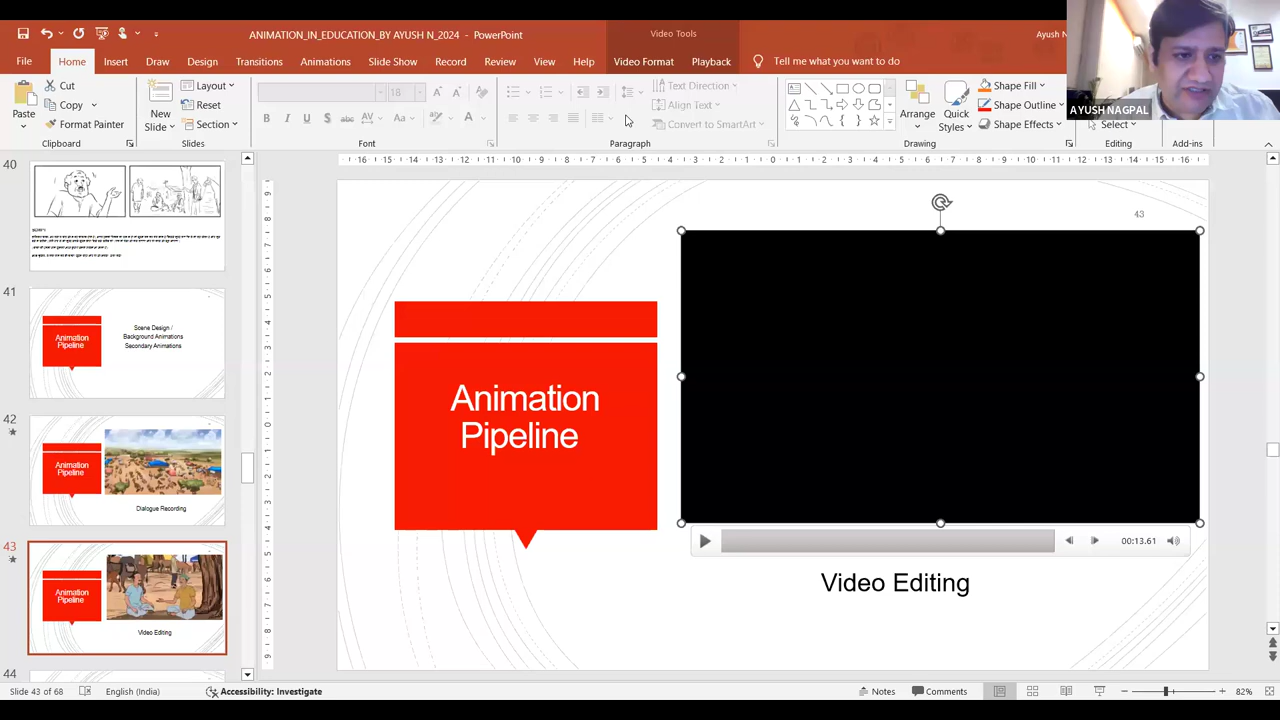 ANIMATION_IN_EDUCATION_BY AYUSH N_2024 - PowerPoint
Video Tools
Ayush N
File
Home
Insert
Draw
Design
Transitions
Animations
Slide Show
Record
Review
View
Help
Video Format
Playback
Tell me what you want to do
AYUSH NAGPAL
Paste
Cut
Copy
Format Painter
Clipboard
New
Slide
Layout
Reset
Section
Slides
18
Font
Text Direction
Align Text
Convert to SmartArt
Paragraph
Arrange
Quick
Styles
Shape Fill
Shape Outline
Shape Effects
Drawing
Select
Editing
Add-ins
40
41
Animation
Pipeline
Scene Design /
Background Animations
Secondary Animations
42
Animation
Pipeline
Dialogue Recording
43
Animation
Pipeline
Video Editing
44
43
Animation
Pipeline
00:13.61
Video Editing
Slide 43 of 68
English (India)
Accessibility: Investigate
Notes
Comments
82%